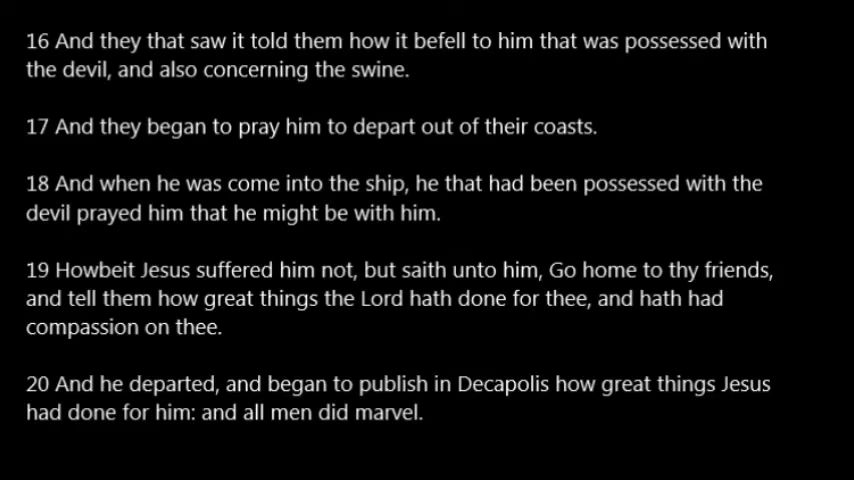 16 And they that saw it told them how it befell to him that was possessed with
the devil, and also concerning the swine.
17 And they began to pray him to depart out of their coasts.
18 And when he was come into the ship, he that had been possessed with the
devil prayed him that he might be with him.
19 Howbeit Jesus suffered him not, but saith unto him, Go home to thy friends,
and tell them how great things the Lord hath done for thee, and hath had
compassion on thee.
20 And he departed, and began to publish in Decapolis how great things Jesus
had done for him: and all men did marvel.